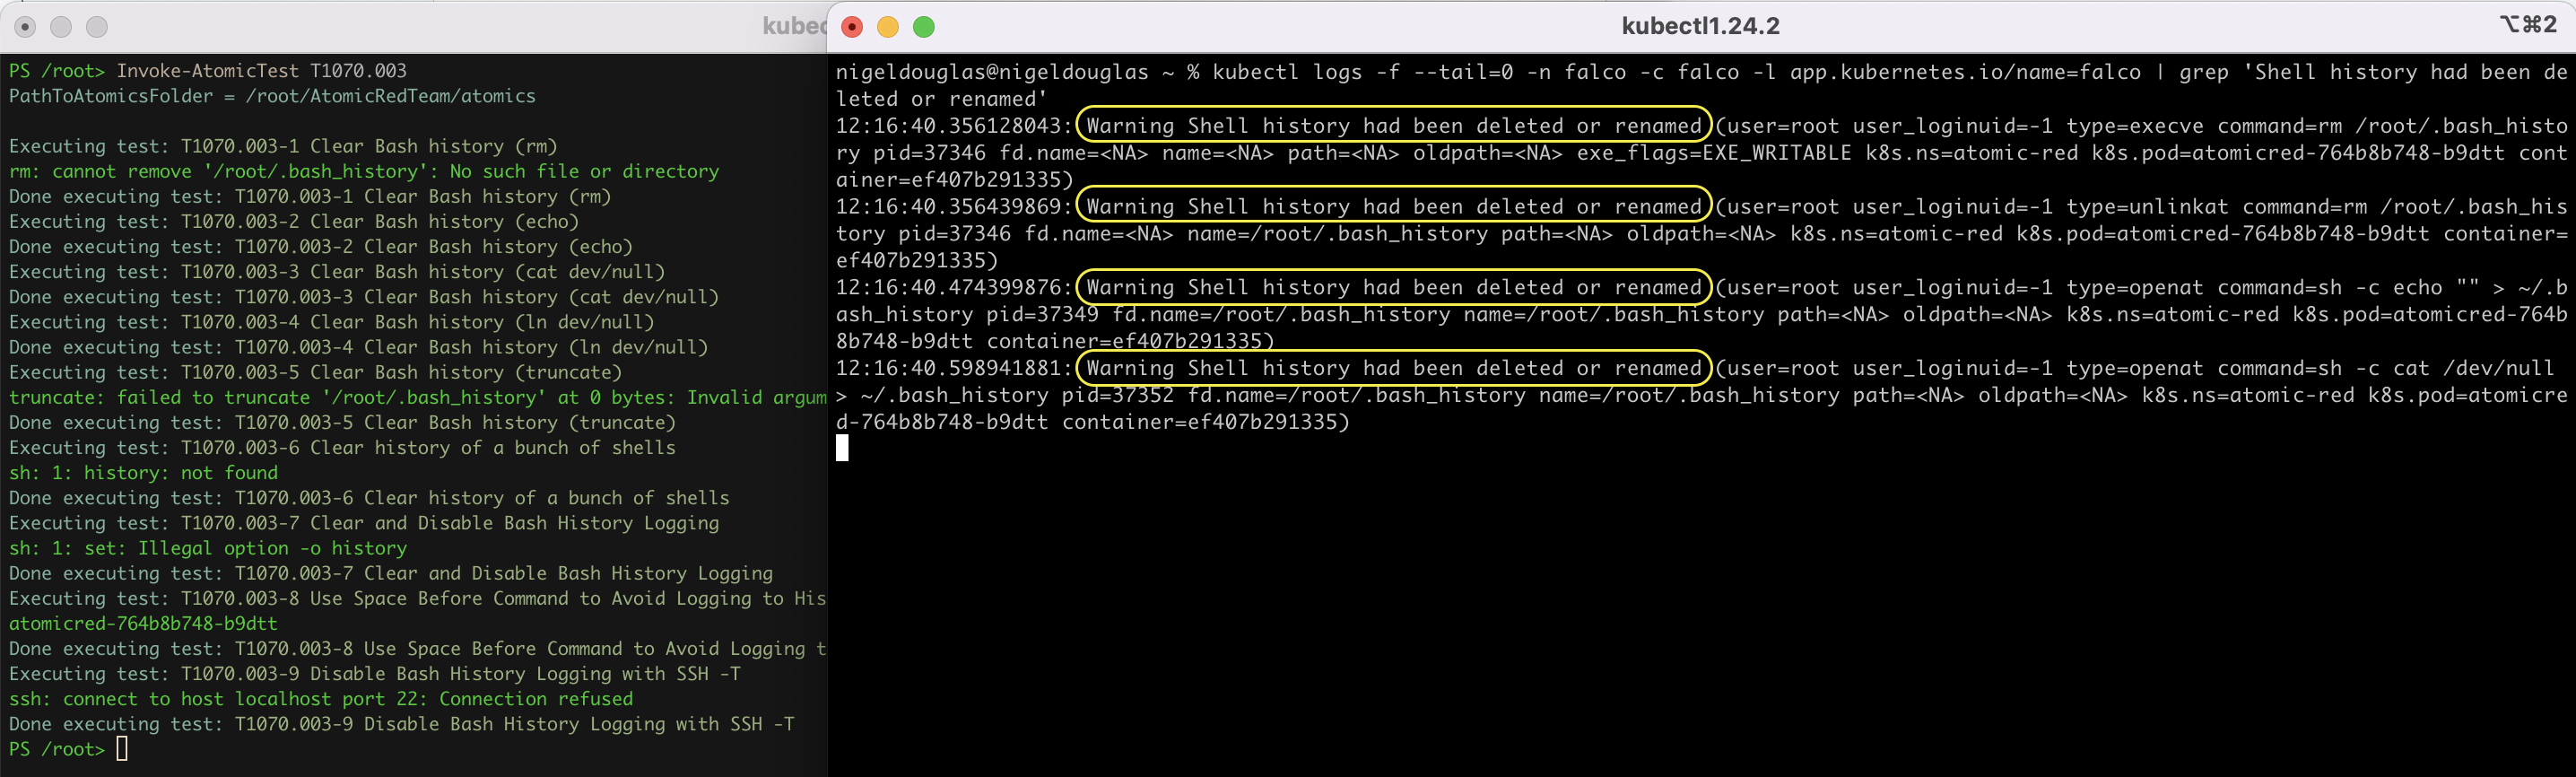 kubec
PS /root> Invoke-AtomicTest T1070.003
PathToAtomicsFolder = /root/AtomicRedTeam/atomics
Executing test: T1070.003-1 Clear Bash history (rm)
rm: cannot remove '/root/.bash_history': No such file or directory
Done executing test: T1070.003-1 Clear Bash history (rm)
Executing test: T1070.003-2 Clear Bash history (echo)
Done executing test: T1070.003-2 Clear Bash history (echo)
Executing test: T1070.003-3 Clear Bash history (cat dev/null)
Done executing test: T1070.003-3 Clear Bash history (cat dev/null)
Executing test: T1070.003-4 Clear Bash history (ln dev/null)
Done executing test: T1070.003-4 Clear Bash history (ln dev/null)
Executing test: T1070.003-5 Clear Bash history (truncate)
truncate: failed to truncate '/root/.bash_history' at 0 bytes: Invalid argum
Done executing test: T1070.003-5 Clear Bash history (truncate)
Executing test: T1070.003-6 Clear history of a bunch of shells
sh: 1: history: not found
Done executing test: T1070.003-6 Clear history of a bunch of shells
Executing test: T1070.003-7 Clear and Disable Bash History Logging
sh: 1: set: Illegal option -o history
Done executing test: T1070.003-7 Clear and Disable Bash History Logging
Executing test: T1070.003-8 Use Space Before Command to Avoid Logging to His
atomicred-764b8b748-b9dtt
Done executing test: T1070.003-8 Use Space Before Command to Avoid Logging t
Executing test: T1070.003-9 Disable Bash History Logging with SSH -T
ssh: connect to host localhost port 22: Connection refused
Done executing test: T1070.003-9 Disable Bash History Logging with SSH -T
PS /root>
kubectl1.24.2
⌥⌘2
nigeldouglas@nigeldouglas ~ % kubectl logs -f --tail=0 -n falco -c falco -l app.kubernetes.io/name=falco | grep 'Shell history had been de
leted or renamed'
12:16:40.356128043: Warning Shell history had been deleted or renamed (user=root user_loginuid=-1 type=execve command=rm /root/.bash_histo
ry pid=37346 fd.name=<NA> name=<NA> path=<NA> oldpath=<NA> exe_flags=EXE_WRITABLE k8s.ns=atomic-red k8s.pod=atomicred-764b8b748-b9dtt cont
ainer=ef407b291335)
12:16:40.356439869: Warning Shell history had been deleted or renamed (user=root user_loginuid=-1 type=unlinkat command=rm /root/.bash_his
tory pid=37346 fd.name=<NA> name=/root/.bash_history path=<NA> oldpath=<NA> k8s.ns=atomic-red k8s.pod=atomicred-764b8b748-b9dtt container=
ef407b291335)
12:16:40.474399876: Warning Shell history had been deleted or renamed (user=root user_loginuid=-1 type=openat command=sh -c echo "" > ~/.b
ash_history pid=37349 fd.name=/root/.bash_history name=/root/.bash_history path=<NA> oldpath=<NA> k8s.ns=atomic-red k8s.pod=atomicred-764b
8b748-b9dtt container=ef407b291335)
12:16:40.598941881: Warning Shell history had been deleted or renamed (user=root user_loginuid=-1 type=openat command=sh -c cat /dev/null
> ~/.bash_history pid=37352 fd.name=/root/.bash_history name=/root/.bash_history path=<NA> oldpath=<NA> k8s.ns=atomic-red k8s.pod=atomicre
d-764b8b748-b9dtt container=ef407b291335)